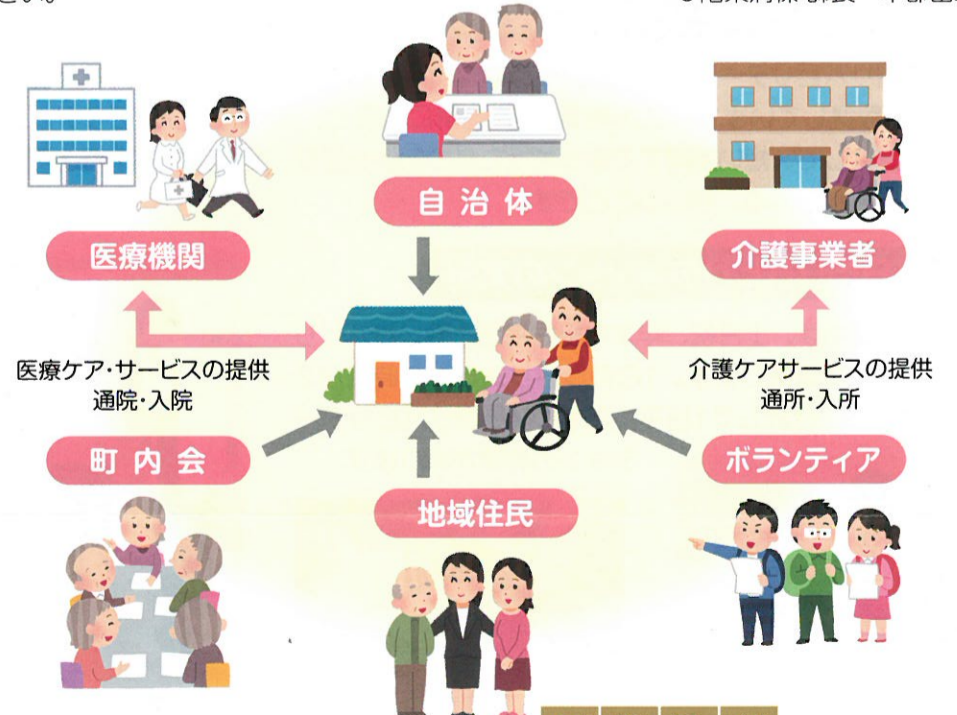 さい。
自治体
医療機関
介護事業者
医療ケア・サービスの提供
通院・入院
介護ケアサービスの提供
通所・入所
町内会
ボランティア
地域住民